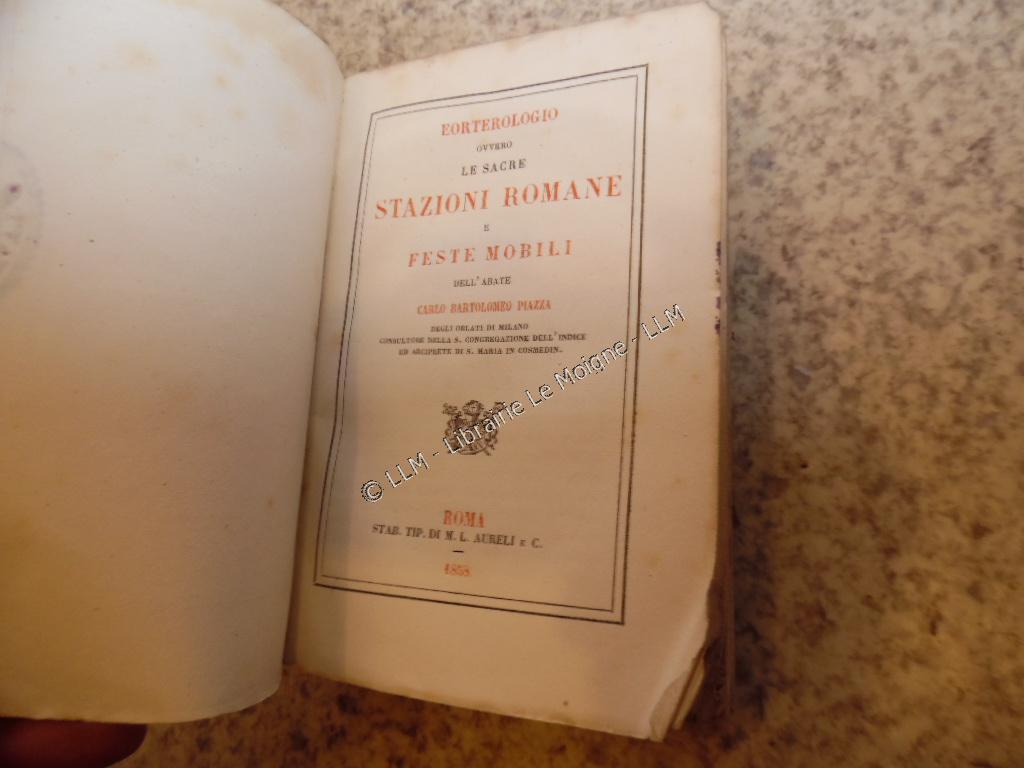 EORTEROLOGIO
OVVERO
LE SACRE
STAZIONI ROMANE
E
FESTE MOBILI
DELL'ABATE
CARLO BARTOLOMEO PIAZZA
DEGLI OBLATI DI MILANO
CONSULTORE DELLA S. CONGREGAZIONE DELL'INDICE
ED ARCIPRETE DI S. MARIA IN COSMEDIN.
© LLM - Librairie Le Moigne - LLM
ROMA
STAB. TIP. DI M. L. AURELI E C.
1858